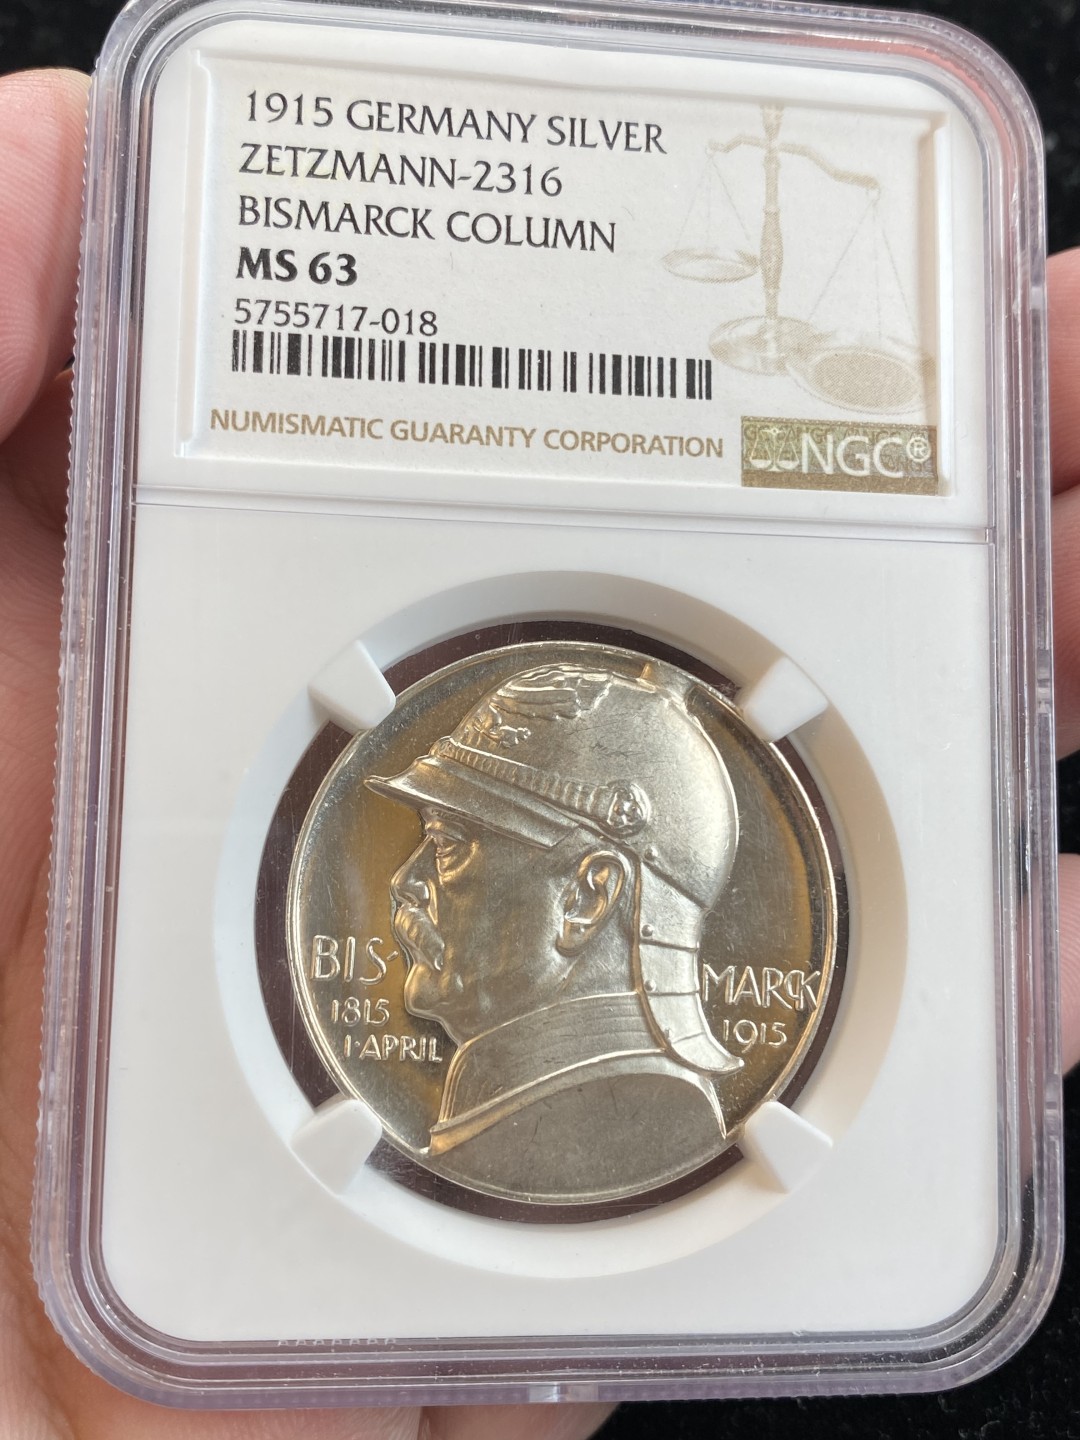 1915 GERMANY SILVER
ZETZMANN-2316
BISMARCK COLUMN
MS 63
5755717-018
NUMISMATIC GUARANTY CORPORATION
NGC®
BIS- MARCK
1815 1915
1·APRIL